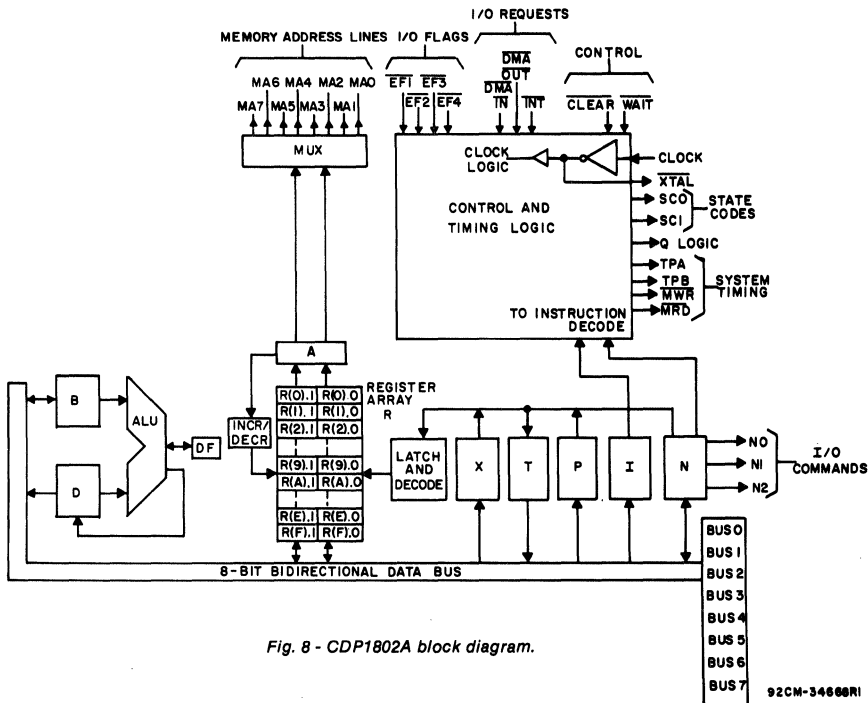 I/O REQUESTS
MEMORY ADDRESS LINES I/O FLAGS
CONTROL
DMA OUT
MA6 MA4 MA2 MA0
EF1 EF3
DMA IN
INT
MA7 MA5 MA3 MA1
EF2 EF4
CLEAR WAIT
MUX
CLOCK LOGIC
CLOCK
XTAL
SC0
SC1
STATE CODES
CONTROL AND TIMING LOGIC
Q LOGIC
TPA
TPB
MWR
MRD
SYSTEM TIMING
TO INSTRUCTION DECODE
A
REGISTER ARRAY R
R(0).1 R(0).0
R(1).1 R(1).0
R(2).1 R(2).0
R(9).1 R(9).0
R(A).1 R(A).0
R(E).1 R(E).0
R(F).1 R(F).0
B
ALU
DF
D
INCR/
DECR
LATCH
AND
DECODE
X
T
P
I
N
N0
N1
N2
I/O COMMANDS
8-BIT BIDIRECTIONAL DATA BUS
BUS 0
BUS 1
BUS 2
BUS 3
BUS 4
BUS 5
BUS 6
BUS 7
Fig. 8 - CDP1802A block diagram.
92CM-34668R1